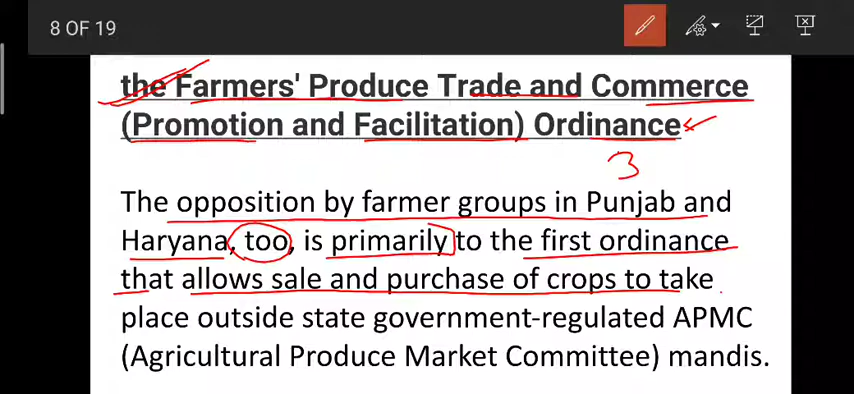 8 OF 19
the Farmers' Produce Trade and Commerce
(Promotion and Facilitation) Ordinance
3
The opposition by farmer groups in Punjab and
Haryana, too, is primarily to the first ordinance
that allows sale and purchase of crops to take
place outside state government-regulated APMC
(Agricultural Produce Market Committee) mandis.